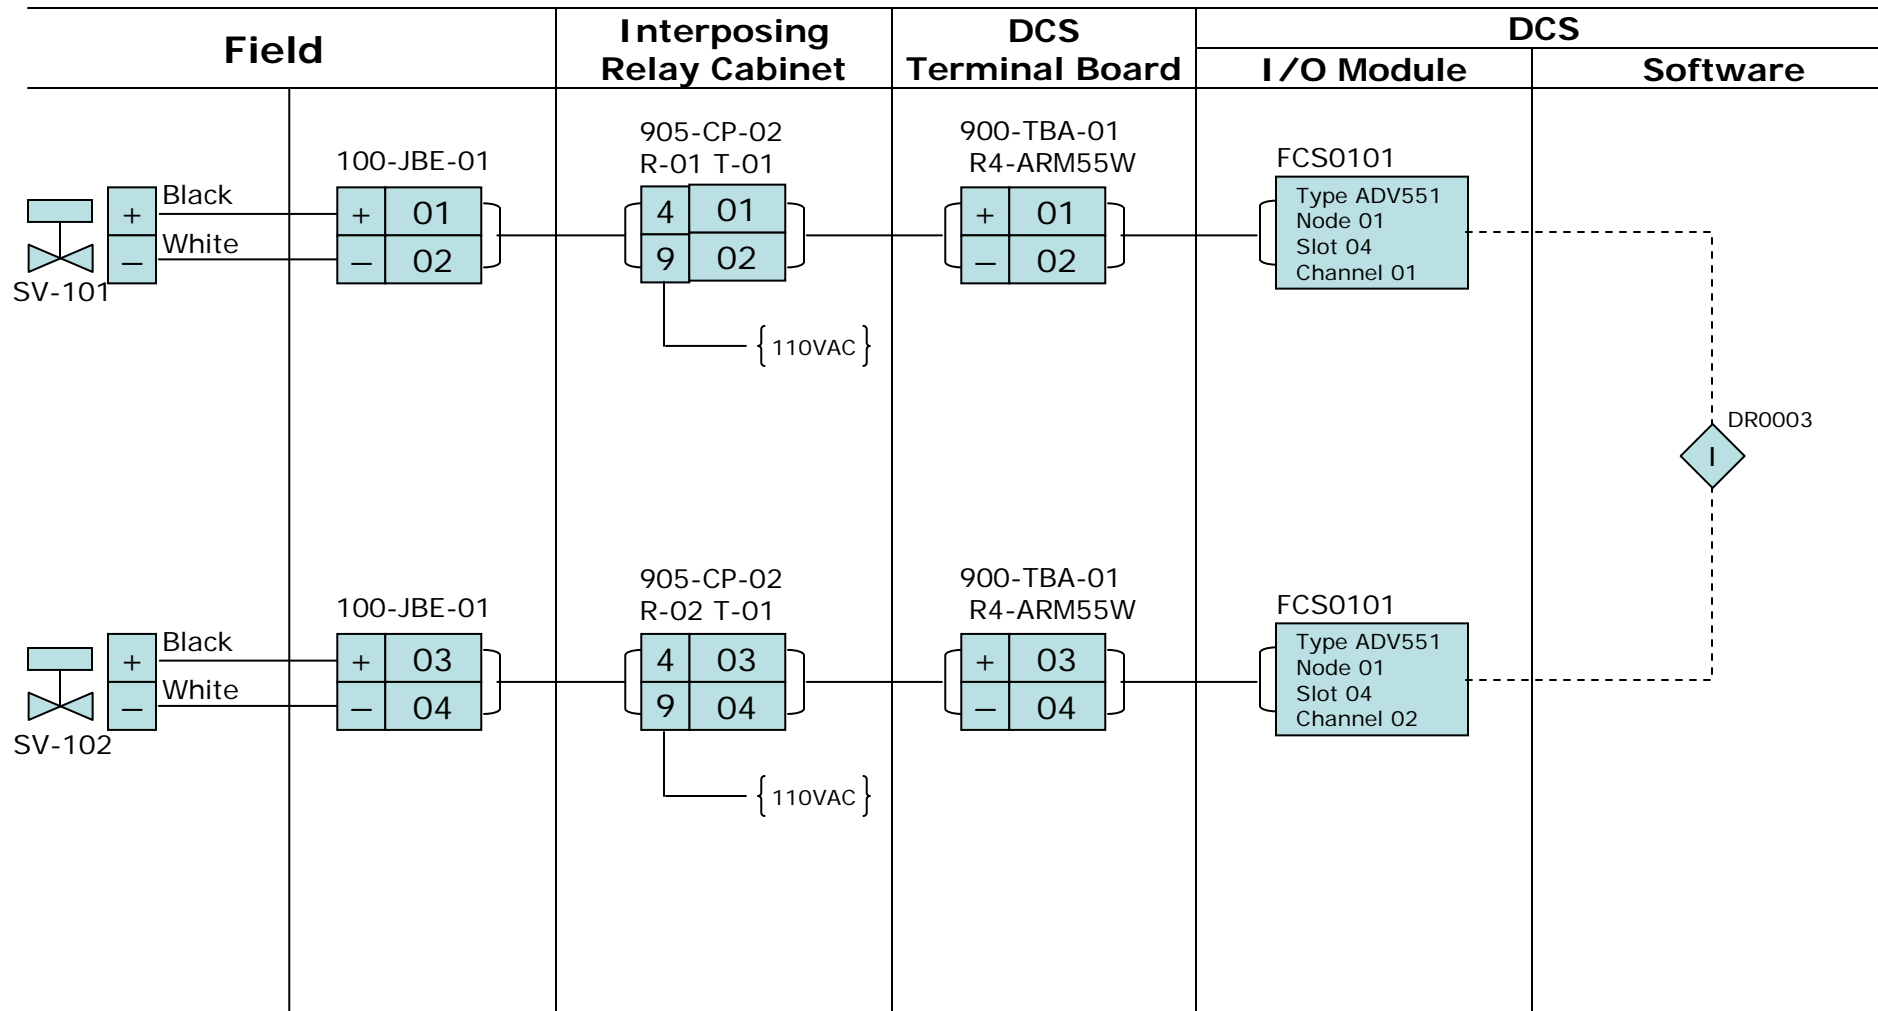 Field
Interposing
Relay Cabinet
DCS
Terminal Board
DCS
I/O Module
Software
905-CP-02
R-01 T-01
900-TBA-01
R4-ARM55W
100-JBE-01
FCS0101
Black
White
+
–
SV-101
+ 01
– 02
4 01
9 02
+ 01
– 02
Type ADV551
Node 01
Slot 04
Channel 01
{110VAC}
DR0003
I
905-CP-02
R-02 T-01
900-TBA-01
R4-ARM55W
100-JBE-01
FCS0101
Black
White
+
–
SV-102
+ 03
– 04
4 03
9 04
+ 03
– 04
Type ADV551
Node 01
Slot 04
Channel 02
{110VAC}